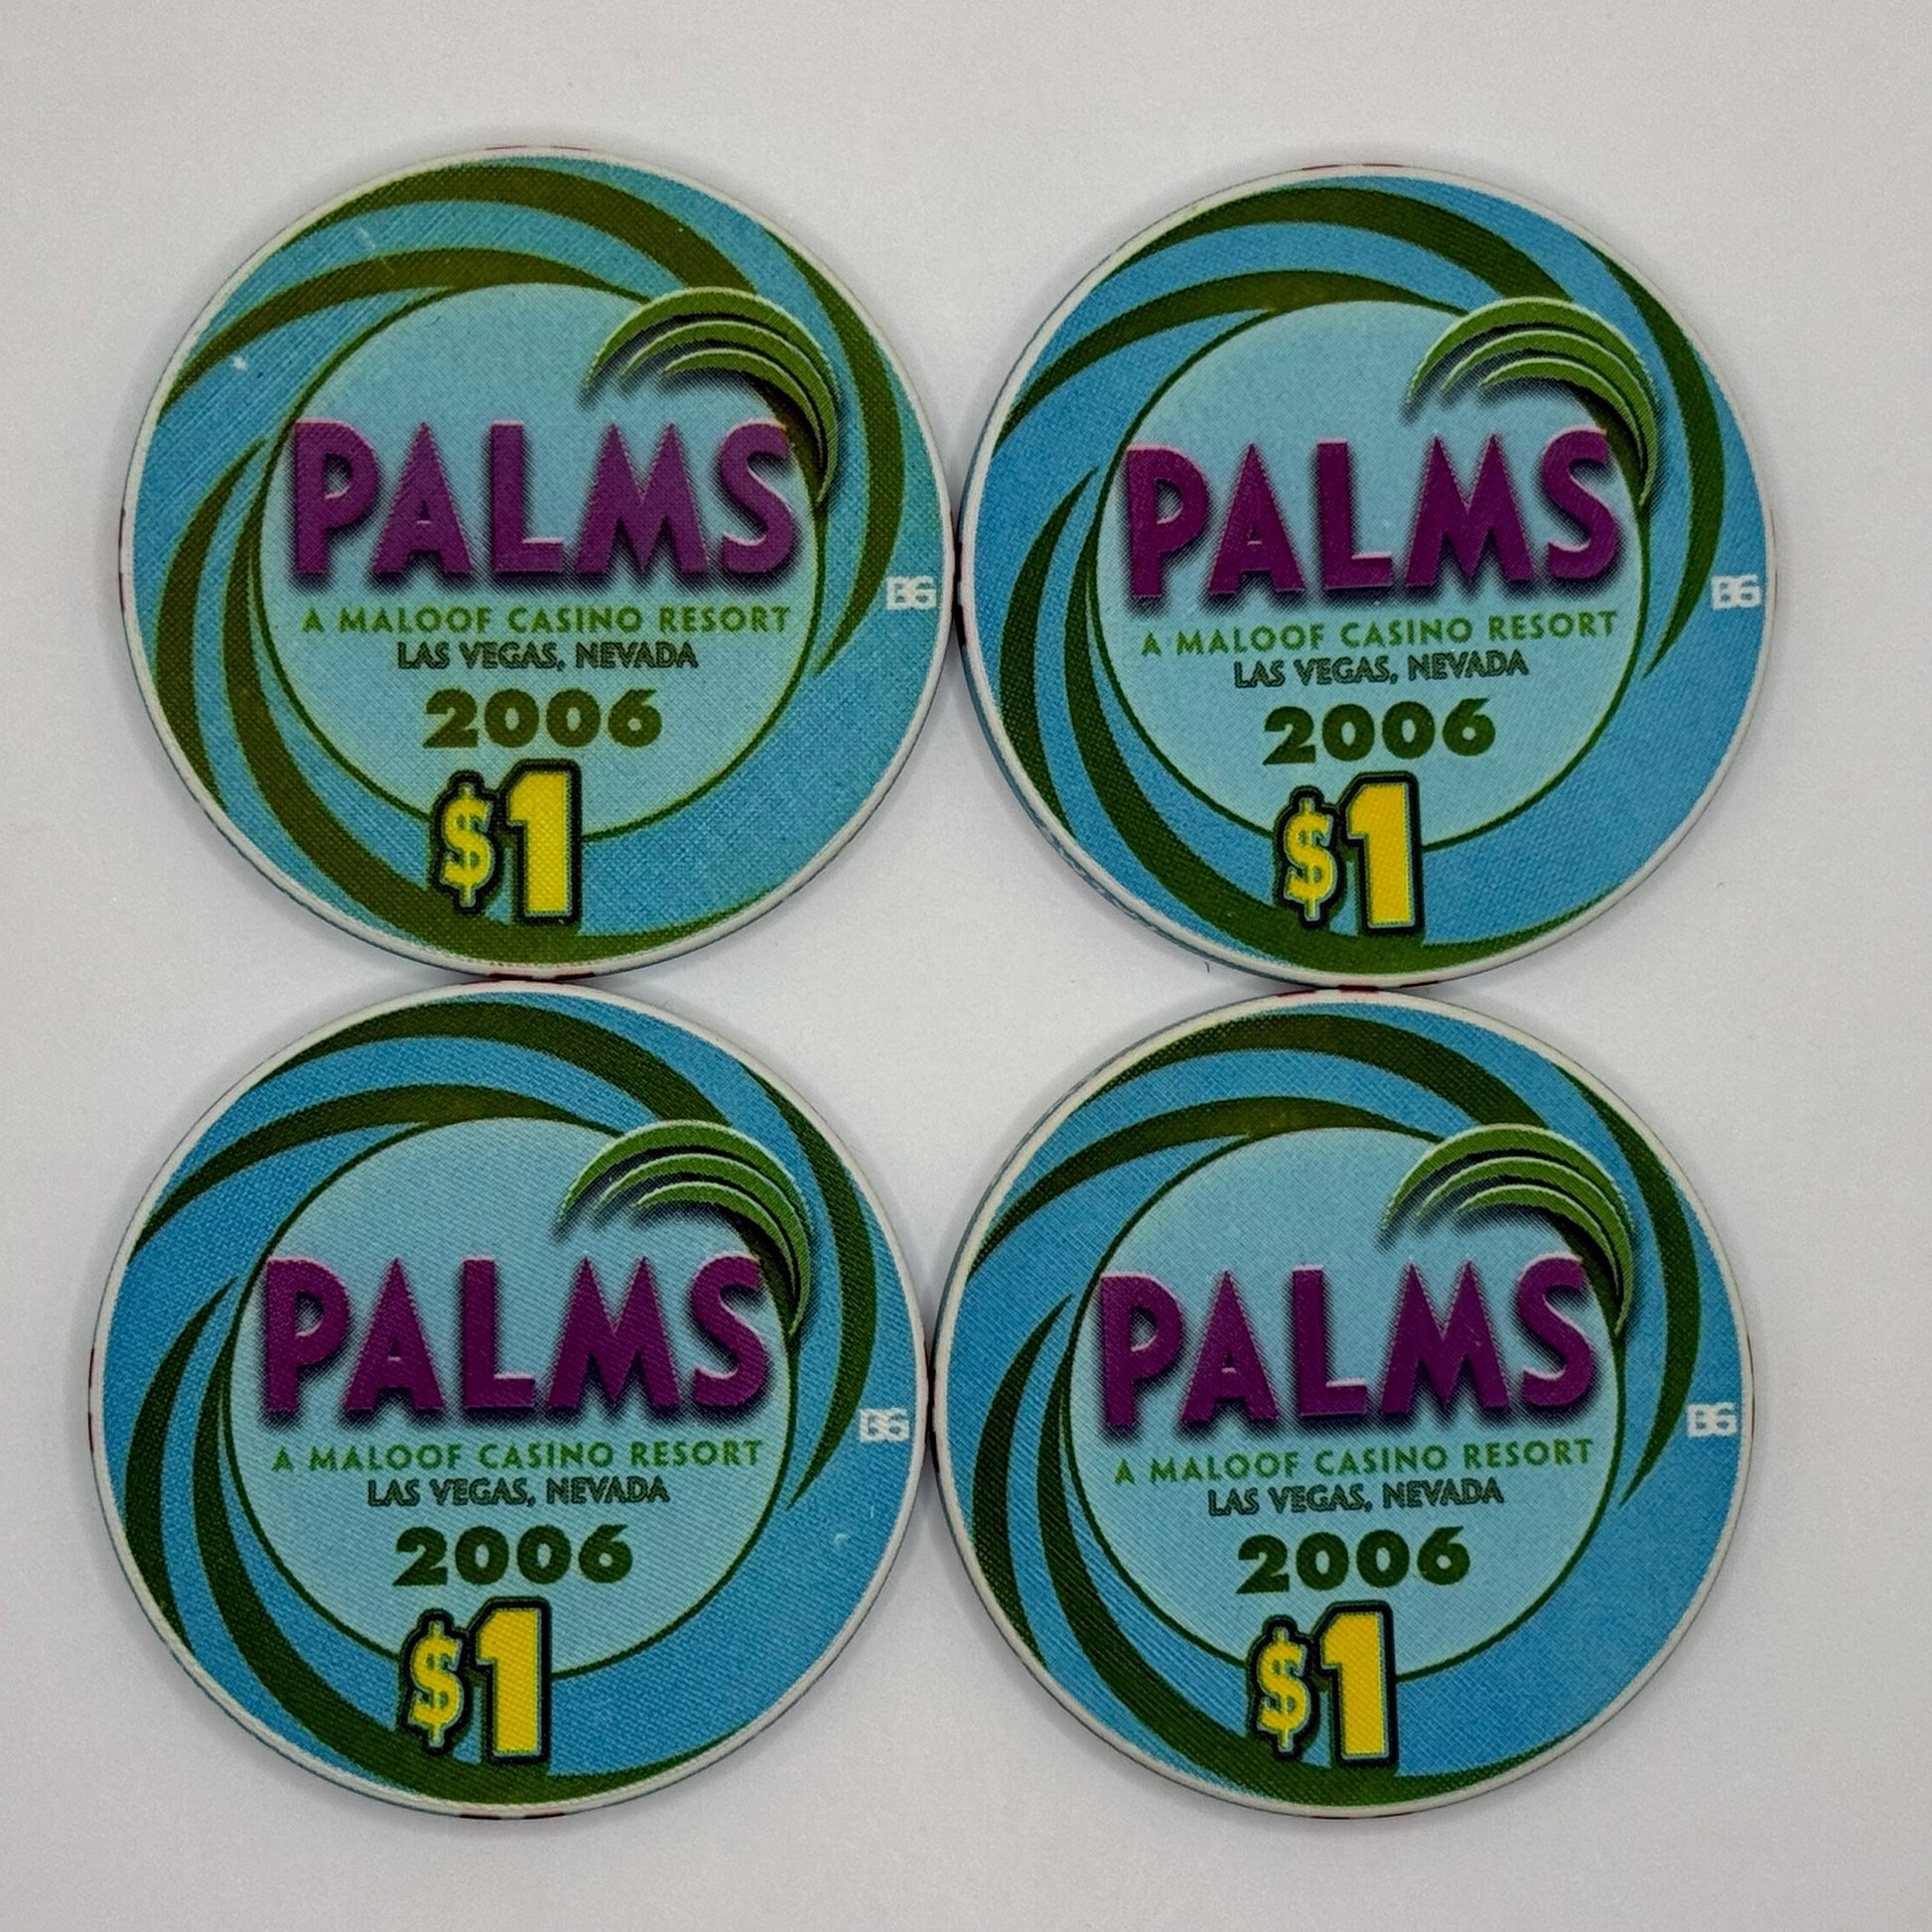 PALMS
A MALOOF CASINO RESORT
LAS VEGAS, NEVADA
2006
$1
BG
PALMS
A MALOOF CASINO RESORT
LAS VEGAS, NEVADA
2006
$1
BG
PALMS
A MALOOF CASINO RESORT
LAS VEGAS, NEVADA
2006
$1
BG
PALMS
A MALOOF CASINO RESORT
LAS VEGAS, NEVADA
2006
$1
BG